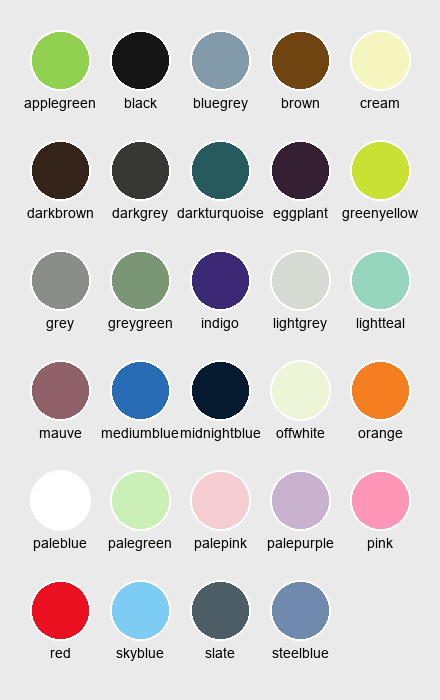 applegreen black bluegrey brown cream
darkbrown darkgrey darkturquoise eggplant greenyellow
grey greygreen indigo lightgrey lightteal
mauve mediumblue midnightblue offwhite orange
paleblue palegreen palepink palepurple pink
red skyblue slate steelblue